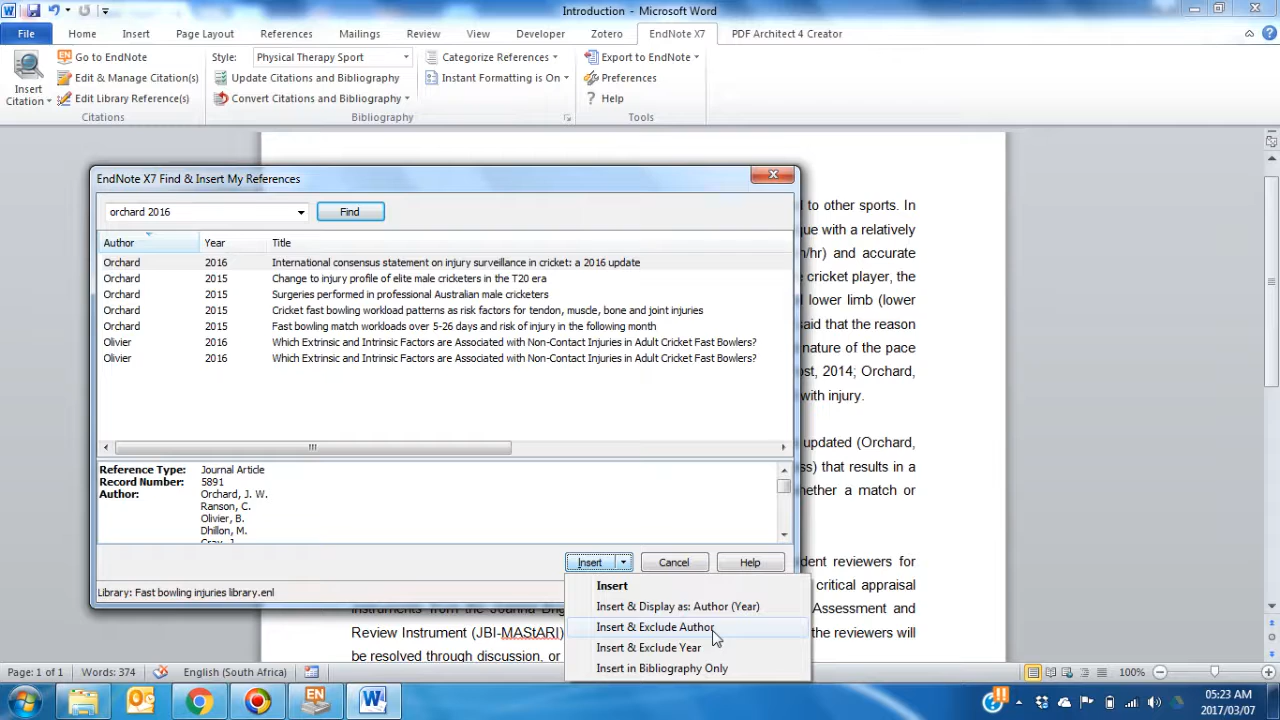 Introduction - Microsoft Word
File Home Insert Page Layout References Mailings Review View Developer Zotero EndNote X7 PDF Architect 4 Creator
Insert Citation
Go to EndNote
Edit & Manage Citation(s)
Edit Library Reference(s)
Citations
Style: Physical Therapy Sport
Update Citations and Bibliography
Convert Citations and Bibliography
Categorize References
Instant Formatting is On
Bibliography
Export to EndNote
Preferences
Help
Tools
EndNote X7 Find & Insert My References
orchard 2016 Find
Author Year Title
Orchard 2016 International consensus statement on injury surveillance in cricket: a 2016 update
Orchard 2015 Change to injury profile of elite male cricketers in the T20 era
Orchard 2015 Surgeries performed in professional Australian male cricketers
Orchard 2015 Cricket fast bowling workload patterns as risk factors for tendon, muscle, bone and joint injuries
Orchard 2015 Fast bowling match workloads over 5-26 days and risk of injury in the following month
Olivier 2016 Which Extrinsic and Intrinsic Factors are Associated with Non-Contact Injuries in Adult Cricket Fast Bowlers?
Olivier 2016 Which Extrinsic and Intrinsic Factors are Associated with Non-Contact Injuries in Adult Cricket Fast Bowlers?
Reference Type: Journal Article
Record Number: 5891
Author: Orchard, J. W.
Ranson, C.
Olivier, B.
Dhillon, M.
Insert Cancel Help
Library: Fast bowling injuries library.enl
Insert
Insert & Display as: Author (Year)
Insert & Exclude Author
Insert & Exclude Year
Insert in Bibliography Only
to other sports. In
que with a relatively
m/hr) and accurate
cricket player, the
lower limb (lower
said that the reason
nature of the pace
ost, 2014; Orchard,
with injury.
updated (Orchard,
ss) that results in a
hether a match or
dent reviewers for
critical appraisal
Assessment and
Review Instrument (JBI-MAStARI) the reviewers will
be resolved through discussion, or
Page: 1 of 1 Words: 374 English (South Africa) 100%
05:23 AM
2017/03/07